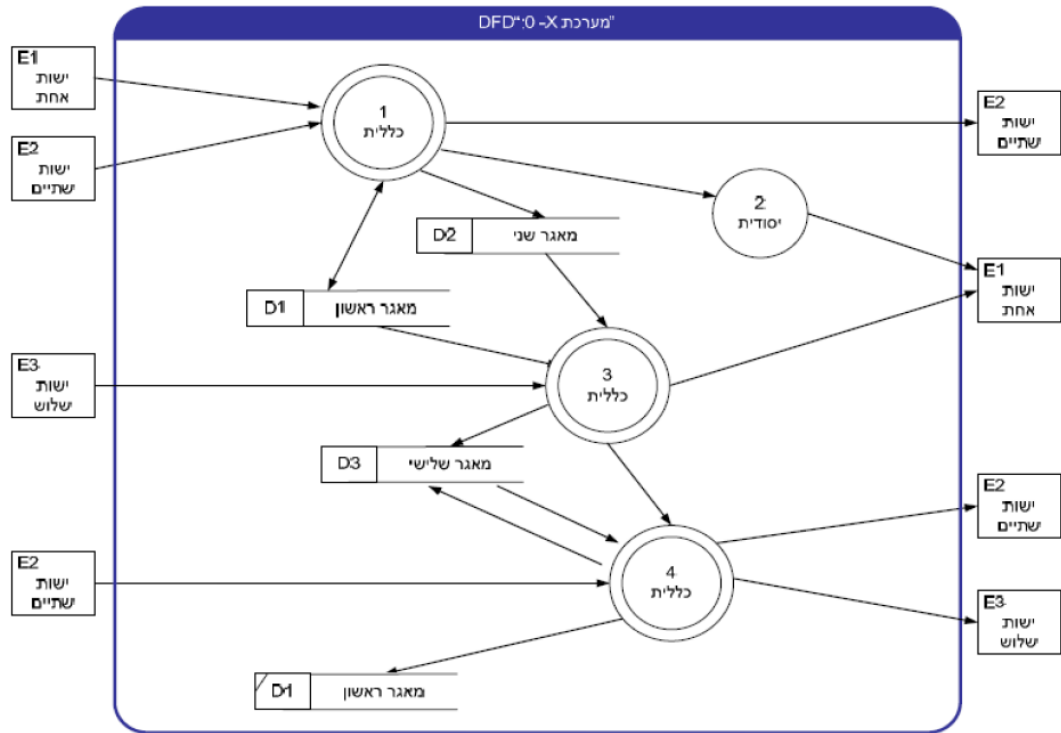 DFD“:0 -X מערכת"
E1
ישות
אחת
E2
ישות
שתיים
1
כללית
E2
ישות
שתיים
2
יסודית
D2
מאגר שני
E1
ישות
אחת
D1
מאגר ראשון
E3
ישות
שלוש
3
כללית
D3
מאגר שלישי
E2
ישות
שתיים
E2
ישות
שתיים
4
כללית
E3
ישות
שלוש
D1
מאגר ראשון